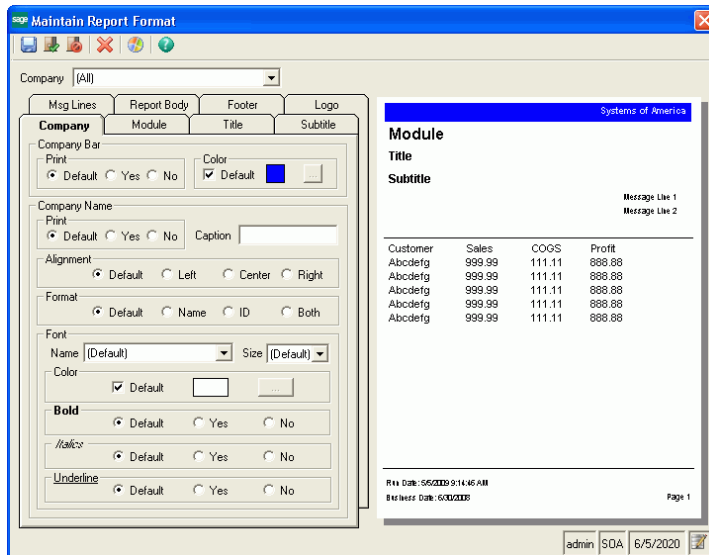 sage Maintain Report Format
Company (All)
Msg Lines Report Body Footer Logo
Company Module Title Subtitle
Company Bar
Print Color
Default Yes No Default ...
Company Name
Print
Default Yes No Caption
Alignment
Default Left Center Right
Format
Default Name ID Both
Font
Name (Default) Size (Default)
Color
Default ...
Bold
Default Yes No
Italics
Default Yes No
Underline
Default Yes No
Systems of America
Module
Title
Subtitle
Message Line 1
Message Line 2
Customer Sales COGS Profit
Abcdefg 999.99 111.11 888.88
Abcdefg 999.99 111.11 888.88
Abcdefg 999.99 111.11 888.88
Abcdefg 999.99 111.11 888.88
Abcdefg 999.99 111.11 888.88
Run Date: 5/5/2009 9:14:46 AM
Business Date: 6/30/2008 Page 1
admin SOA 6/5/2020